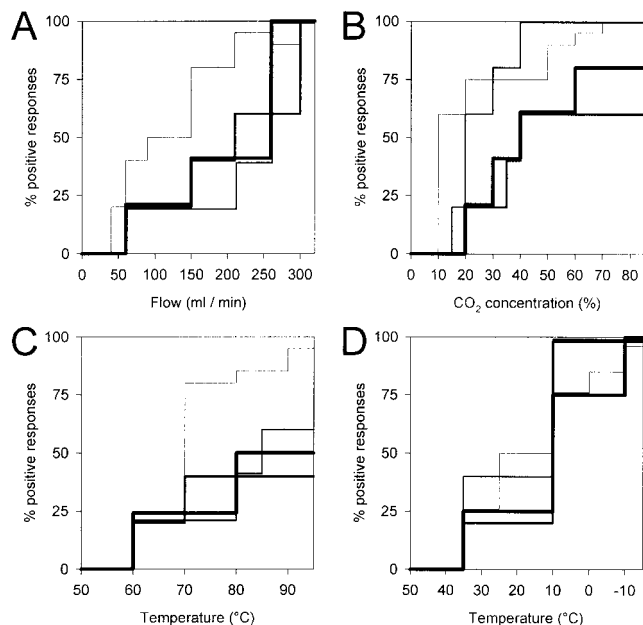 A
% positive responses
100
75
50
25
0
0 50 100 150 200 250 300
Flow (ml / min)
B
% positive responses
100
75
50
25
0
0 10 20 30 40 50 60 70 80
CO₂ concentration (%)
C
% positive responses
100
75
50
25
0
50 60 70 80 90
Temperature (°C)
D
% positive responses
100
75
50
25
0
50 40 30 20 10 0 -10
Temperature (°C)